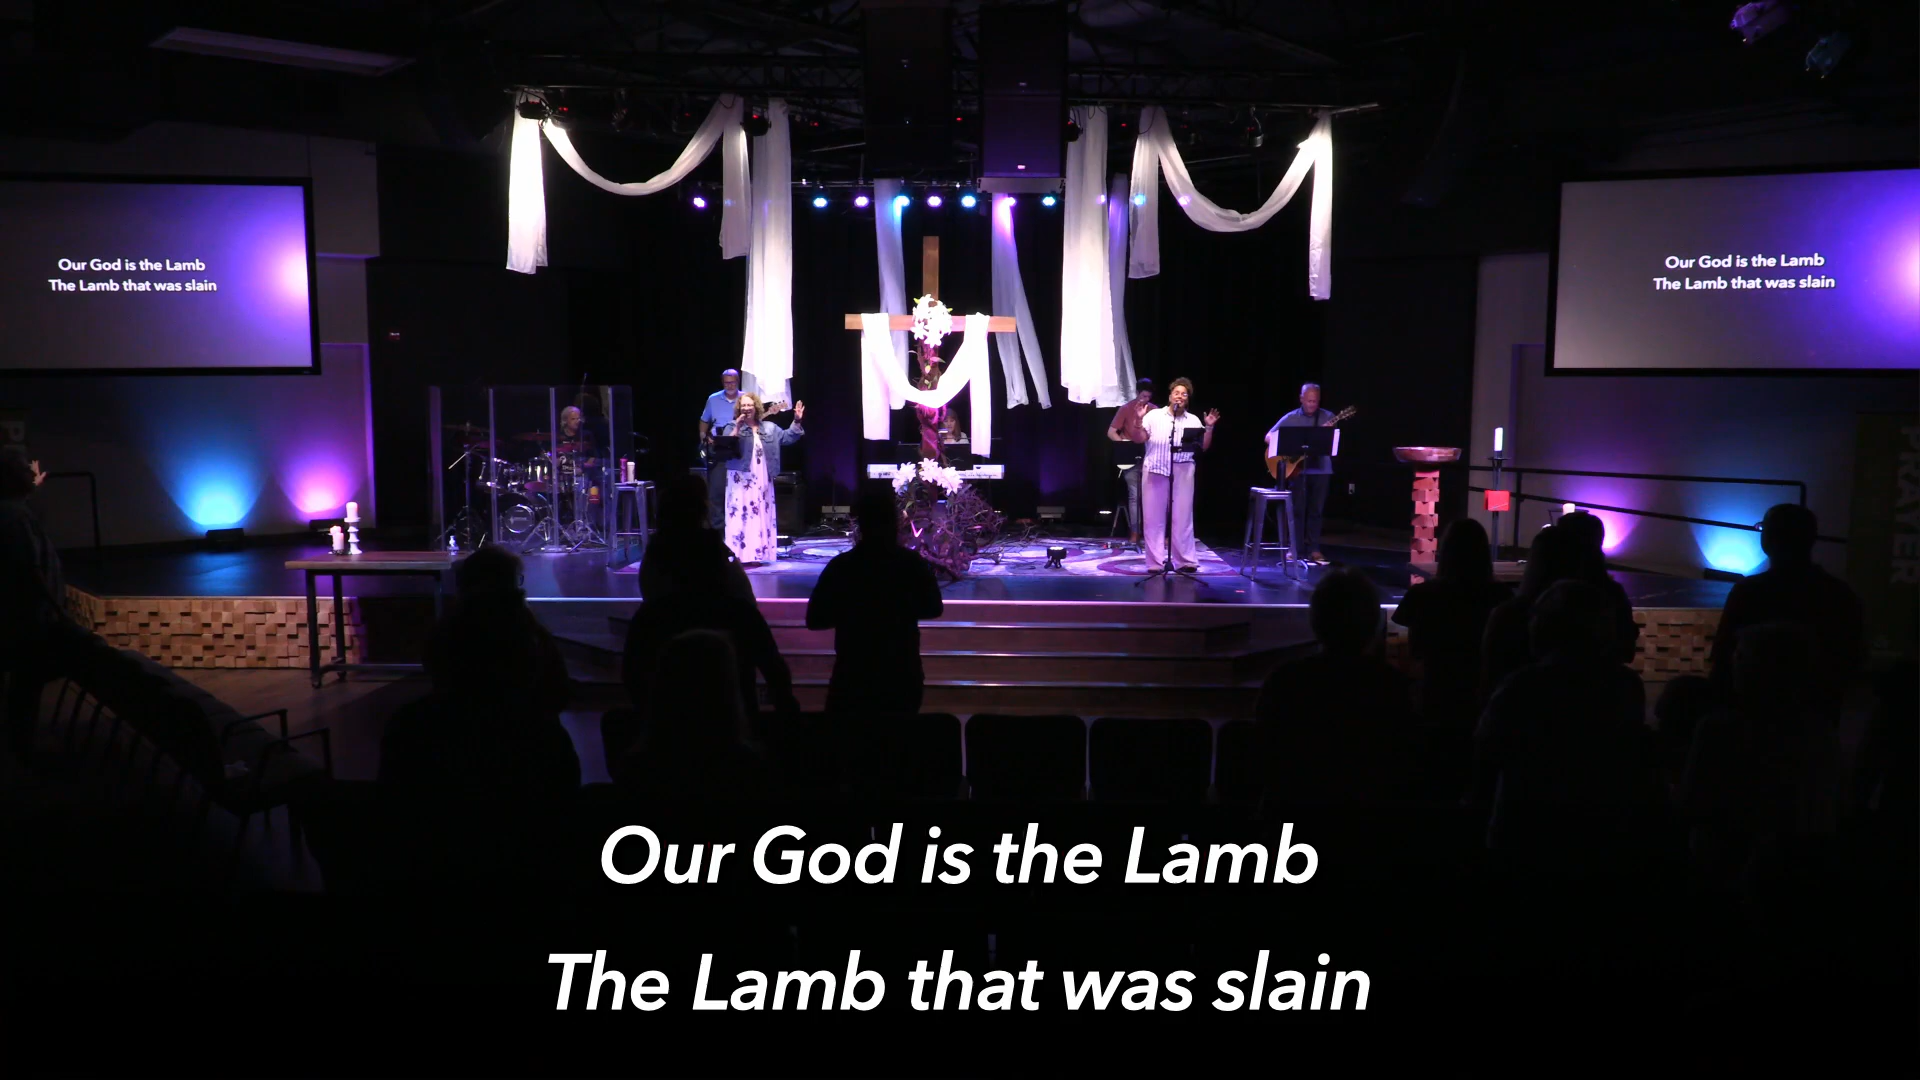 Our God is the Lamb
The Lamb that was slain
Our God is the Lamb
The Lamb that was slain
PRAYER
Our God is the Lamb
The Lamb that was slain